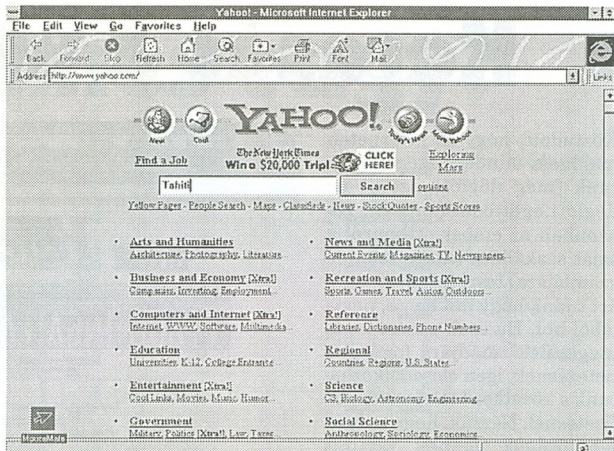 Yahoo! - Microsoft Internet Explorer
File Edit View Go Favorites Help
Back Forward Stop Refresh Home Search Favorites Print Font Mail
Address http://www.yahoo.com/ Links
New Cool YAHOO! Today's News More Yahoos
Find a Job The New York Times Win a $20,000 Trip! CLICK HERE! Exploring Mars
Tahiti Search options
Yellow Pages - People Search - Maps - Classifieds - News - Stock Quotes - Sports Scores
Arts and Humanities
Architecture, Photography, Literature...
News and Media [Xtra!]
Current Events, Magazines, TV, Newspapers...
Business and Economy [Xtra!]
Companies, Investing, Employment...
Recreation and Sports [Xtra!]
Sports, Games, Travel, Autos, Outdoors...
Computers and Internet [Xtra!]
Internet, WWW, Software, Multimedia...
Reference
Libraries, Dictionaries, Phone Numbers...
Education
Universities, K-12, College Entrance...
Regional
Countries, Regions, U.S. States...
Entertainment [Xtra!]
Cool Links, Movies, Music, Humor...
Science
CS, Biology, Astronomy, Engineering...
Government
Military, Politics [Xtra!], Law, Taxes...
Social Science
Anthropology, Sociology, Economics...
MouseMate